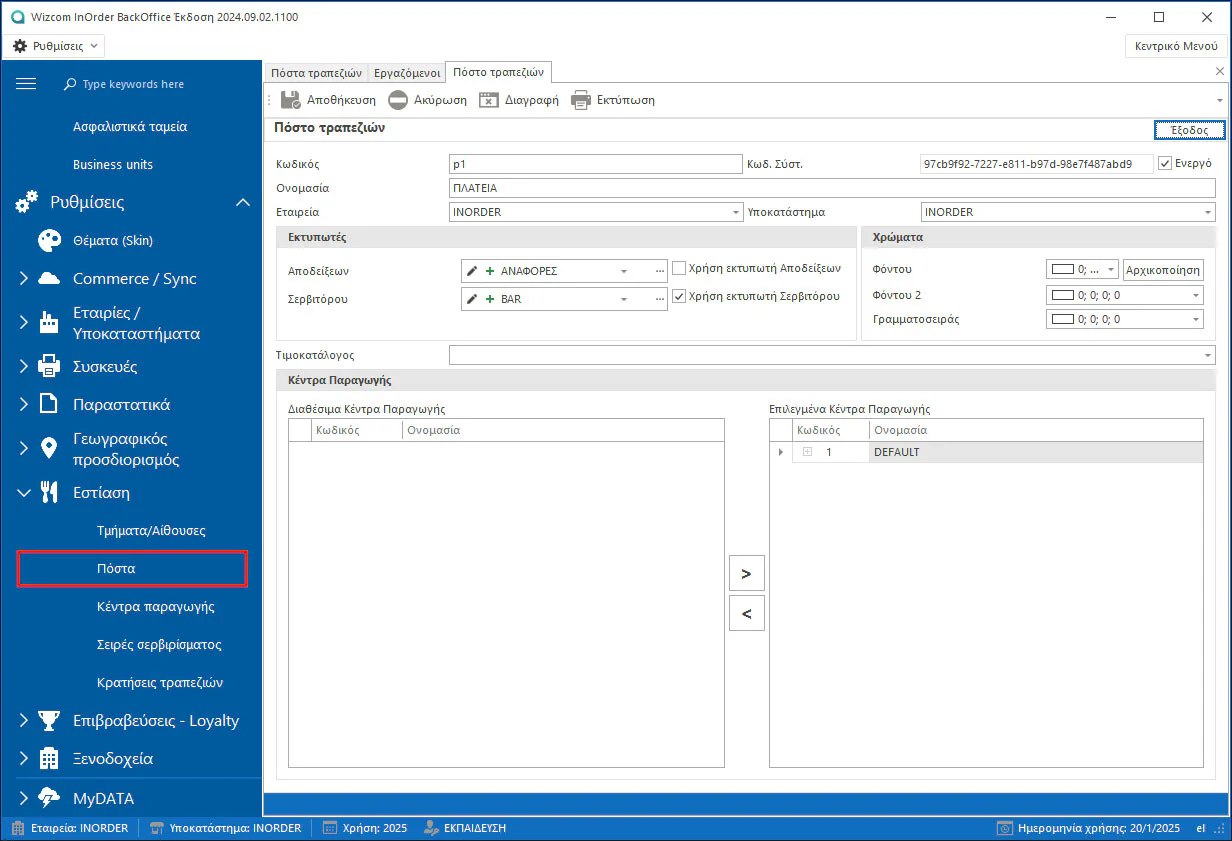 Wizcom InOrder BackOffice Έκδοση 2024.09.02.1100
Ρυθμίσεις
Κεντρικό Μενού
Type keywords here
Ασφαλιστικά ταμεία
Business units
Ρυθμίσεις
Θέματα (Skin)
Commerce / Sync
Εταιρίες /
Υποκαταστήματα
Συσκευές
Παραστατικά
Γεωγραφικός
προσδιορισμός
Εστίαση
Τμήματα/Αίθουσες
Πόστα
Κέντρα παραγωγής
Σειρές σερβιρίσματος
Κρατήσεις τραπεζιών
Επιβραβεύσεις - Loyalty
Ξενοδοχεία
MyDATA
Πόστα τραπεζιών Εργαζόμενοι Πόστο τραπεζιών
Αποθήκευση Ακύρωση Διαγραφή Εκτύπωση
Πόστο τραπεζιών
Έξοδος
Κωδικός p1 Κωδ. Σύστ. 97cb9f92-7227-e811-b97d-98e7f487abd9 Ενεργό
Ονομασία ΠΛΑΤΕΙΑ
Εταιρεία INORDER Υποκατάστημα INORDER
Εκτυπωτές
Αποδείξεων ΑΝΑΦΟΡΕΣ ... Χρήση εκτυπωτή Αποδείξεων
Σερβιτόρου BAR ... Χρήση εκτυπωτή Σερβιτόρου
Χρώματα
Φόντου 0; ... Αρχικοποίηση
Φόντου 2 0; 0; 0; 0
Γραμματοσειράς 0; 0; 0; 0
Τιμοκατάλογος
Κέντρα Παραγωγής
Διαθέσιμα Κέντρα Παραγωγής
Κωδικός Ονομασία
>
<
Επιλεγμένα Κέντρα Παραγωγής
Κωδικός Ονομασία
1 DEFAULT
Εταιρεία: INORDER Υποκατάστημα: INORDER Χρήση: 2025 ΕΚΠΑΙΔΕΥΣΗ Ημερομηνία χρήσης: 20/1/2025 el